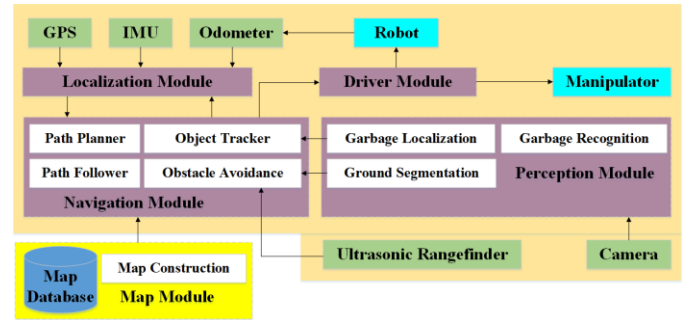 GPS
IMU
Odometer
Robot
Localization Module
Driver Module
Manipulator
Path Planner
Object Tracker
Garbage Localization
Garbage Recognition
Path Follower
Obstacle Avoidance
Ground Segmentation
Perception Module
Navigation Module
Ultrasonic Rangefinder
Camera
Map Construction
Map
Database
Map Module